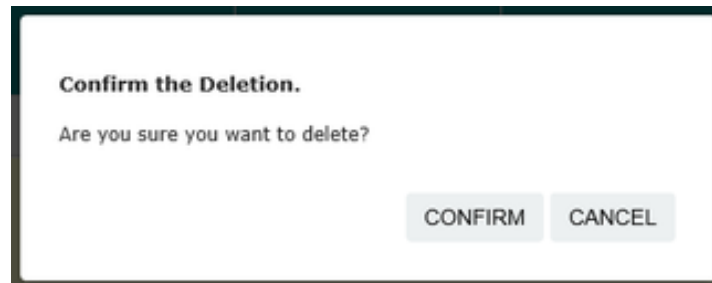 Confirm the Deletion.
Are you sure you want to delete?
CONFIRM CANCEL